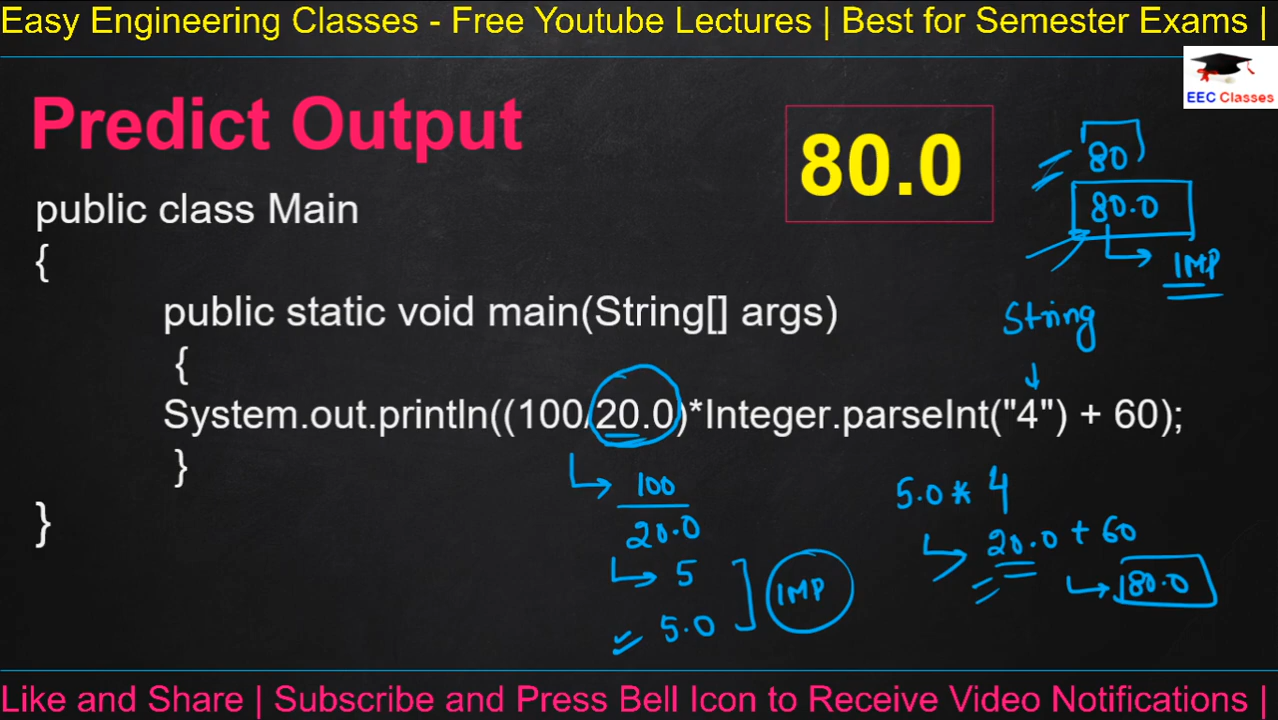 Easy Engineering Classes - Free Youtube Lectures | Best for Semester Exams |
EEC Classes
Predict Output
80.0
= 80
80.0
IMP
public class Main
{
public static void main(String[] args)
{
String
System.out.println((100/20.0)*Integer.parseInt("4") + 60);
}
}
100
20.0
5
= 5.0
IMP
5.0 * 4
20.0 + 60
80.0
Like and Share | Subscribe and Press Bell Icon to Receive Video Notifications |